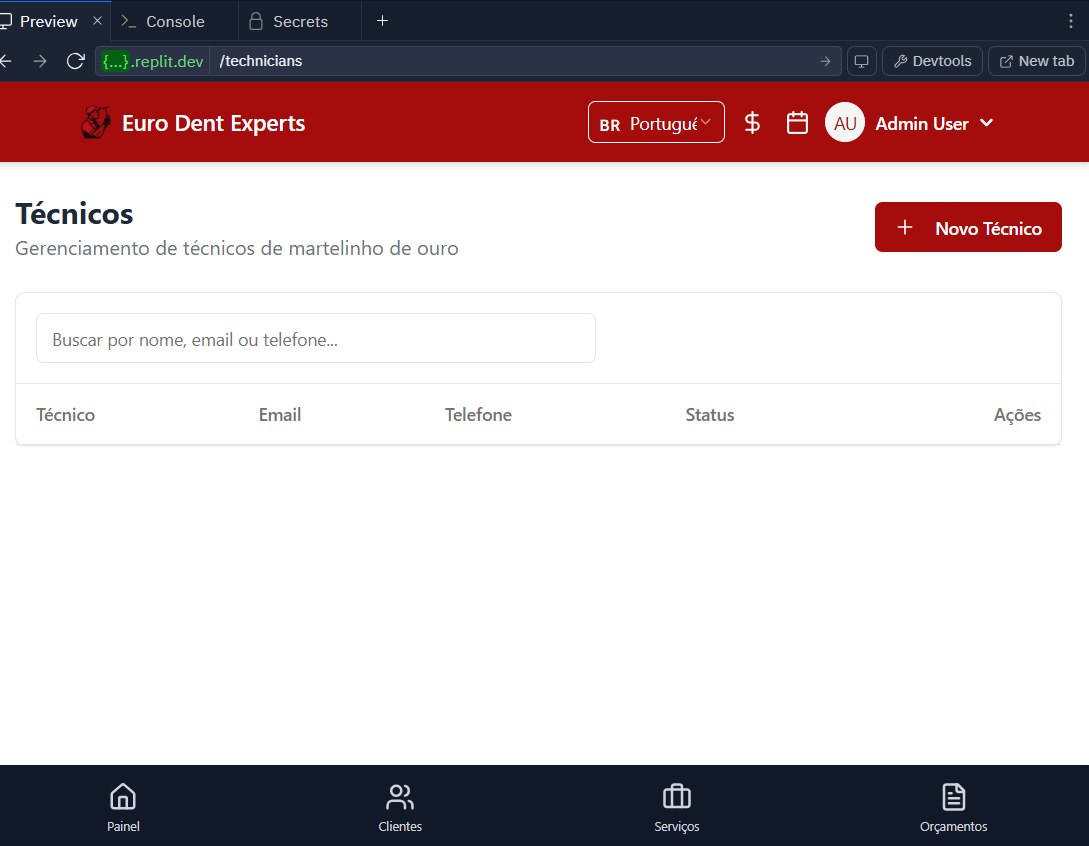 Preview
Console
Secrets
{...}.replit.dev /technicians
Devtools
New tab
Euro Dent Experts
BR Portugu
AU
Admin User
Técnicos
Gerenciamento de técnicos de martelinho de ouro
+ Novo Técnico
Buscar por nome, email ou telefone...
Técnico Email Telefone Status Ações
Painel Clientes Serviços Orçamentos